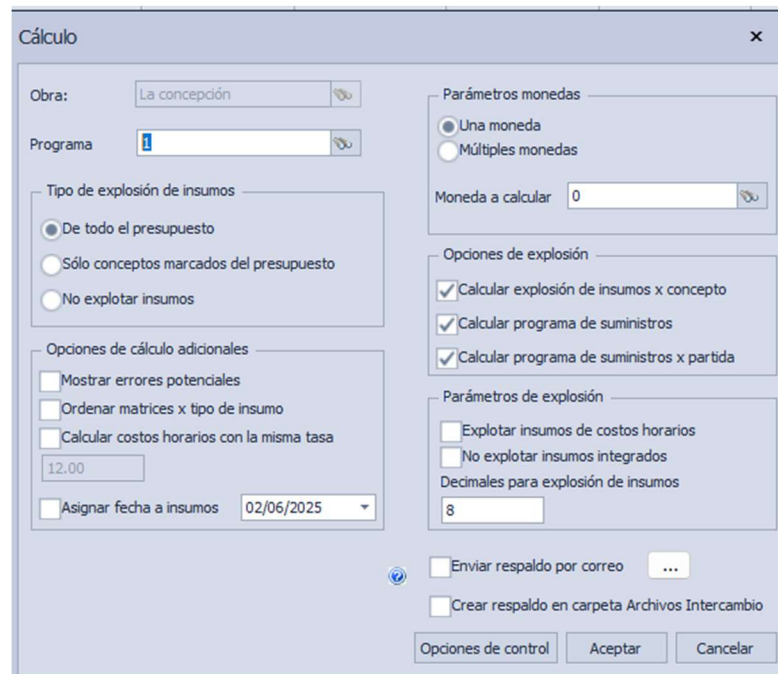 Cálculo
Obra: La concepción
Programa 1
Tipo de explosión de insumos
De todo el presupuesto
Sólo conceptos marcados del presupuesto
No explotar insumos
Opciones de cálculo adicionales
Mostrar errores potenciales
Ordenar matrices x tipo de insumo
Calcular costos horarios con la misma tasa
12.00
Asignar fecha a insumos 02/06/2025
Parámetros monedas
Una moneda
Múltiples monedas
Moneda a calcular 0
Opciones de explosión
Calcular explosión de insumos x concepto
Calcular programa de suministros
Calcular programa de suministros x partida
Parámetros de explosión
Explotar insumos de costos horarios
No explotar insumos integrados
Decimales para explosión de insumos
8
Enviar respaldo por correo ...
Crear respaldo en carpeta Archivos Intercambio
Opciones de control Aceptar Cancelar